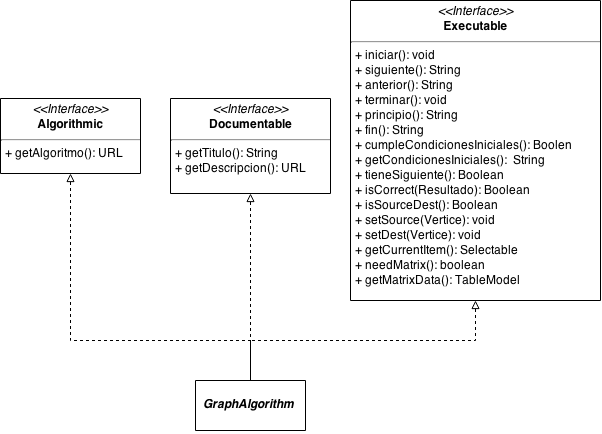 <<Interface>>
Executable
+ iniciar(): void
+ siguiente(): String
+ anterior(): String
+ terminar(): void
+ principio(): String
+ fin(): String
+ cumpleCondicionesIniciales(): Boolen
+ getCondicionesIniciales(): String
+ tieneSiguiente(): Boolean
+ isCorrect(Resultado): Boolean
+ isSourceDest(): Boolean
+ setSource(Vertice): void
+ setDest(Vertice): void
+ getCurrentItem(): Selectable
+ needMatrix(): boolean
+ getMatrixData(): TableModel
<<Interface>>
Algorithmic
+ getAlgoritmo(): URL
<<Interface>>
Documentable
+ getTitulo(): String
+ getDescripcion(): URL
GraphAlgorithm